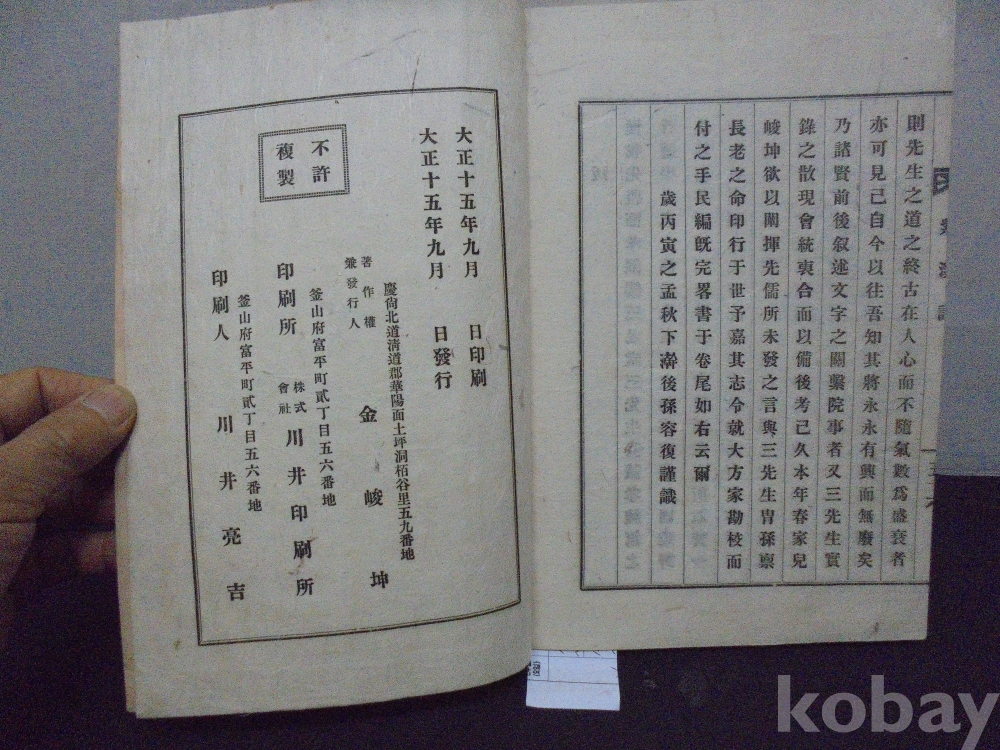 則先生之道之終古在人心而不隨氣數爲盛衰者
亦可見已自今以往吾知其將永永有興而無廢矣
乃諸賢前後叙述文字之關繫院事者又三先生實
錄之散現會統裒合而以備後考己久本年春家兒
峻坤欲以闡揮先儒所未發之言與三先生胄孫禀
長老之命印行于世予嘉其志令就大方家勘校而
付之手民編旣完畧書于卷尾如右云爾
歲丙寅之孟秋下澣後孫容復謹識
大正十五年九月 日印刷
大正十五年九月 日發行
不許
複製
慶尙北道淸道郡華陽面土坪洞栢谷里五九番地
著作權
兼發行人
金峻坤
釜山府富平町貳丁目五六番地
印刷所
株式
會社
川井印刷所
釜山府富平町貳丁目五六番地
印刷人 川井亮吉
kobay